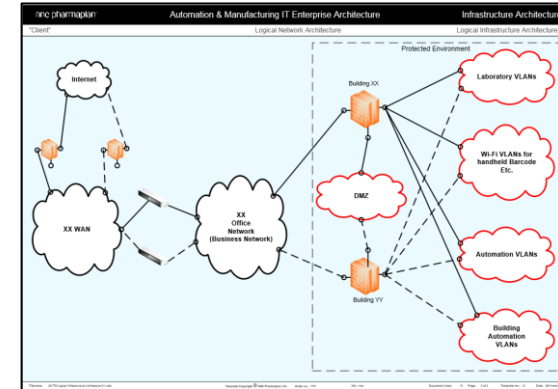 nnc pharmaplan
Automation & Manufacturing IT Enterprise Architecture
Infrastructure Architecture
"Client"
Logical Network Architecture
Logical Infrastructure Architecture
Protected Environment
Internet
Building XX
Laboratory VLANs
Wi-Fi VLANs for
handheld Barcode
Etc.
DMZ
XX WAN
XX
Office
Network
(Business Network)
Automation VLANs
Building YY
Building
Automation
VLANs